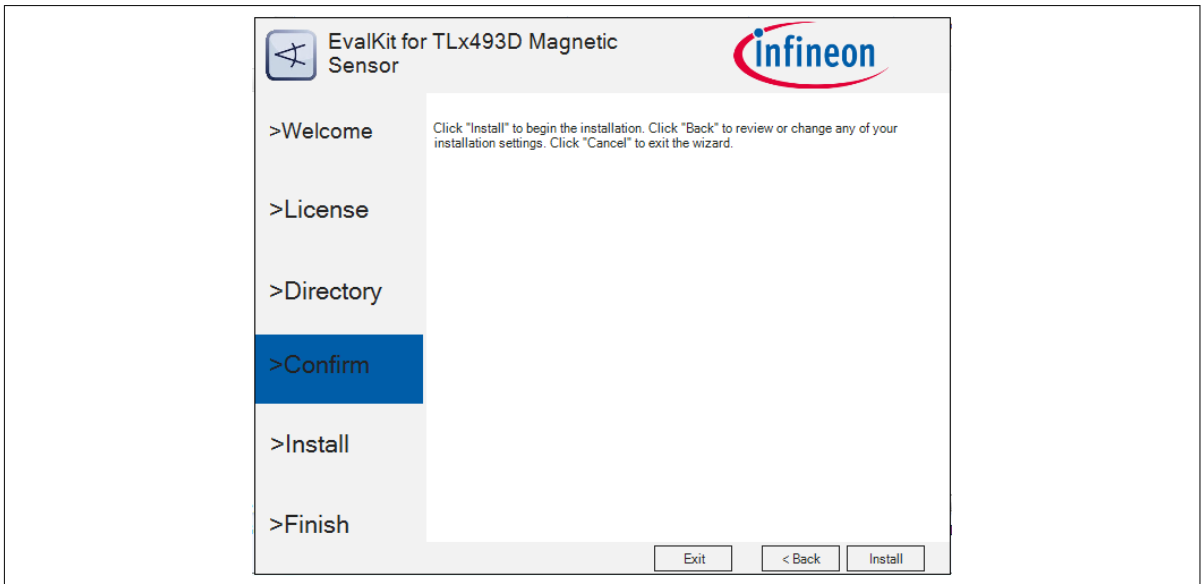 EvalKit for TLx493D Magnetic
Sensor
infineon
>Welcome
Click "Install" to begin the installation. Click "Back" to review or change any of your
installation settings. Click "Cancel" to exit the wizard.
>License
>Directory
>Confirm
>Install
>Finish
Exit
< Back
Install